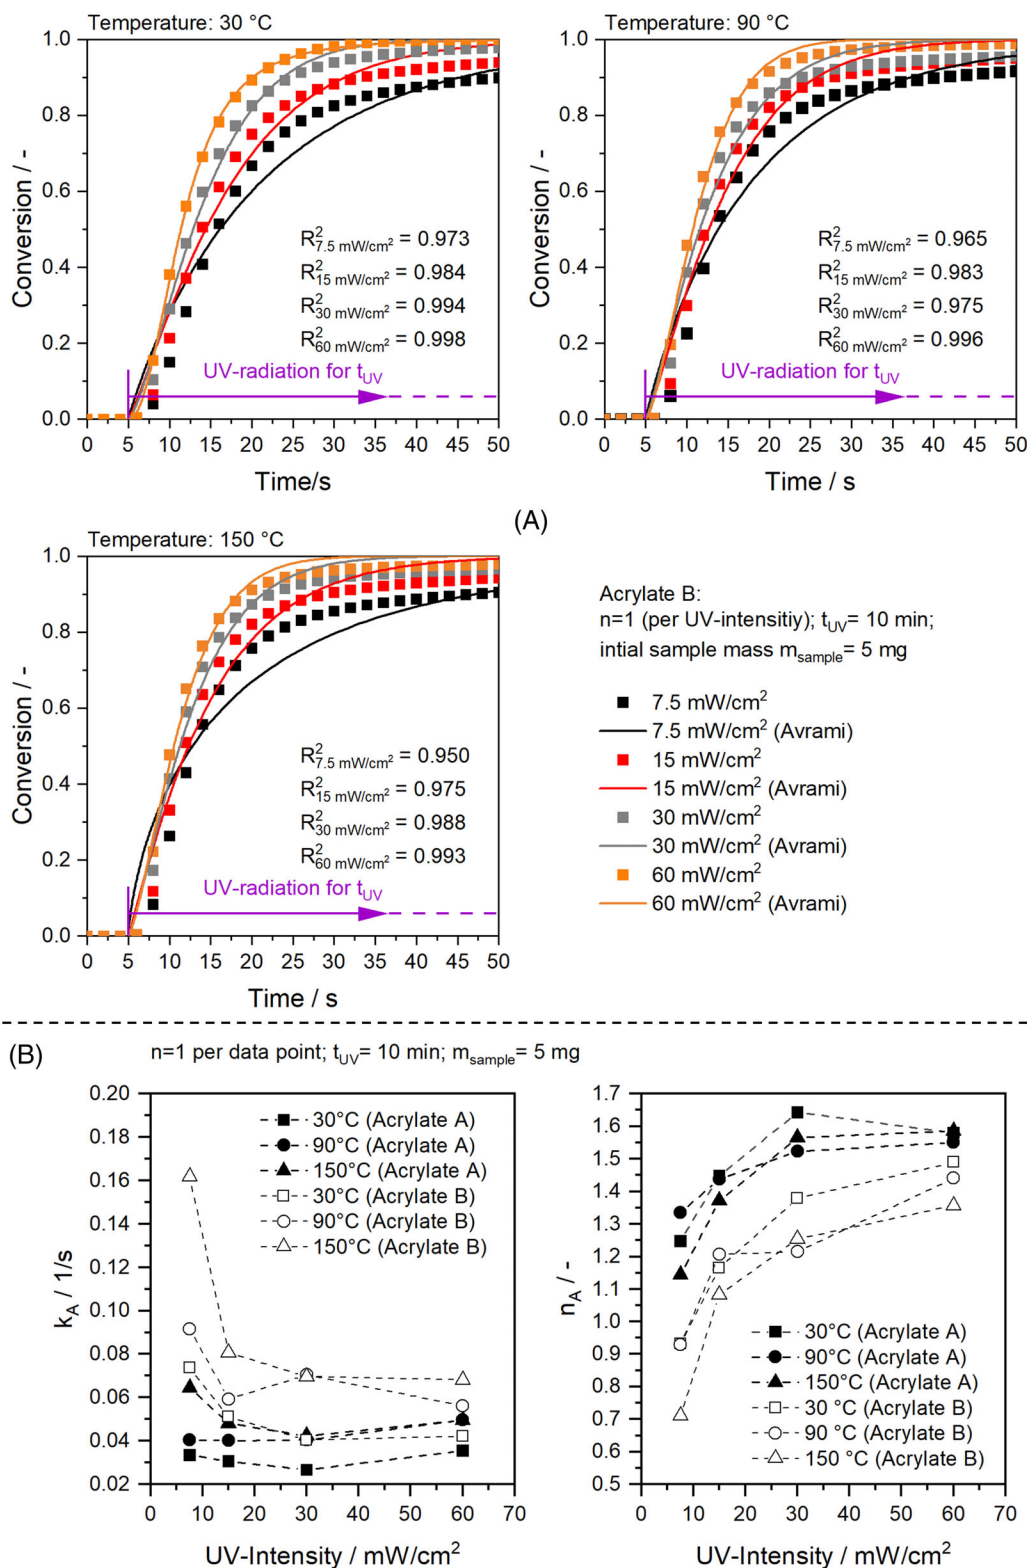 Temperature: 30 °C
1.0
0.8
0.6
0.4
0.2
0.0
Conversion / -
R²7.5 mW/cm² = 0.973
R²15 mW/cm² = 0.984
R²30 mW/cm² = 0.994
R²60 mW/cm² = 0.998
UV-radiation for tUV
0 5 10 15 20 25 30 35 40 45 50
Time/s
Temperature: 90 °C
1.0
0.8
0.6
0.4
0.2
0.0
Conversion / -
R²7.5 mW/cm² = 0.965
R²15 mW/cm² = 0.983
R²30 mW/cm² = 0.975
R²60 mW/cm² = 0.996
UV-radiation for tUV
0 5 10 15 20 25 30 35 40 45 50
Time / s
(A)
Temperature: 150 °C
1.0
0.8
0.6
0.4
0.2
0.0
Conversion / -
R²7.5 mW/cm² = 0.950
R²15 mW/cm² = 0.975
R²30 mW/cm² = 0.988
R²60 mW/cm² = 0.993
UV-radiation for tUV
0 5 10 15 20 25 30 35 40 45 50
Time / s
Acrylate B:
n=1 (per UV-intensitiy); tUV= 10 min;
intial sample mass msample= 5 mg
7.5 mW/cm²
7.5 mW/cm² (Avrami)
15 mW/cm²
15 mW/cm² (Avrami)
30 mW/cm²
30 mW/cm² (Avrami)
60 mW/cm²
60 mW/cm² (Avrami)
(B)
n=1 per data point; tUV= 10 min; msample= 5 mg
0.20
0.18
0.16
0.14
0.12
0.10
0.08
0.06
0.04
0.02
kA / 1/s
30°C (Acrylate A)
90°C (Acrylate A)
150°C (Acrylate A)
30°C (Acrylate B)
90°C (Acrylate B)
150°C (Acrylate B)
0 10 20 30 40 50 60 70
UV-Intensity / mW/cm²
1.7
1.6
1.5
1.4
1.3
1.2
1.1
1.0
0.9
0.8
0.7
0.6
0.5
nA / -
30°C (Acrylate A)
90°C (Acrylate A)
150°C (Acrylate A)
30 °C (Acrylate B)
90 °C (Acrylate B)
150 °C (Acrylate B)
0 10 20 30 40 50 60 70
UV-Intensity / mW/cm²